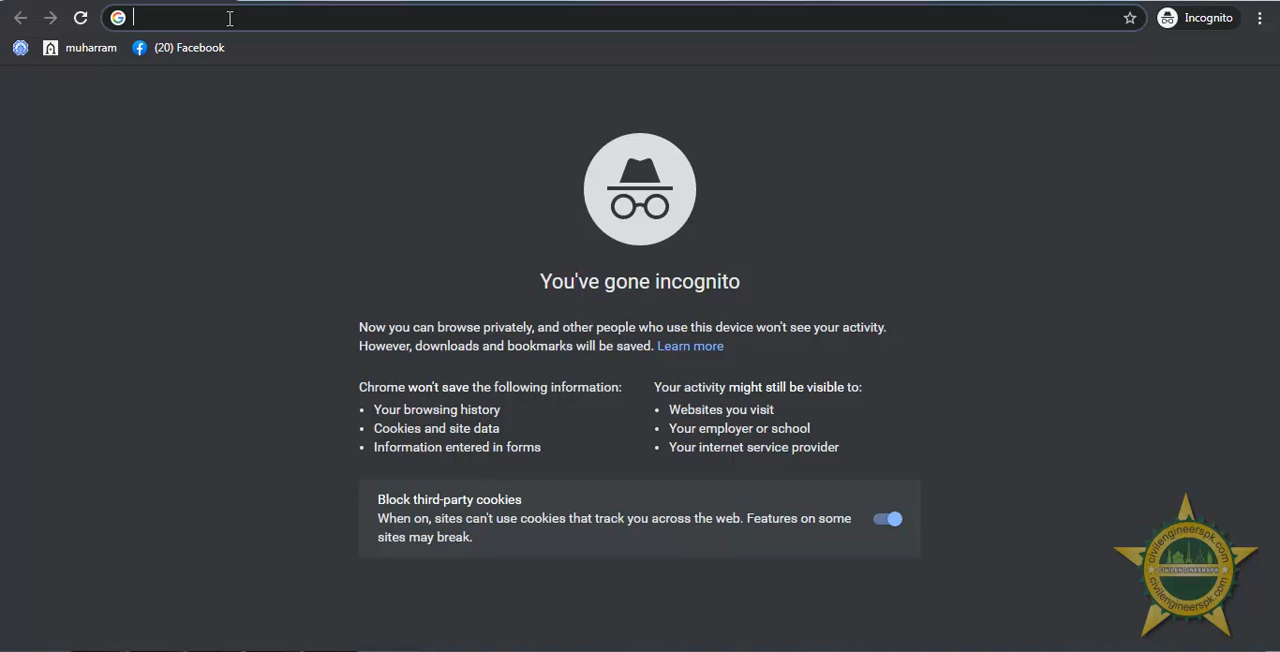 Incognito
muharram
(20) Facebook
You've gone incognito
Now you can browse privately, and other people who use this device won't see your activity.
However, downloads and bookmarks will be saved. Learn more
Chrome won't save the following information:
• Your browsing history
• Cookies and site data
• Information entered in forms
Your activity might still be visible to:
• Websites you visit
• Your employer or school
• Your internet service provider
Block third-party cookies
When on, sites can't use cookies that track you across the web. Features on some
sites may break.
civilengineerspk.com
CIVILENGINEERSPK
civilengineerspk.com